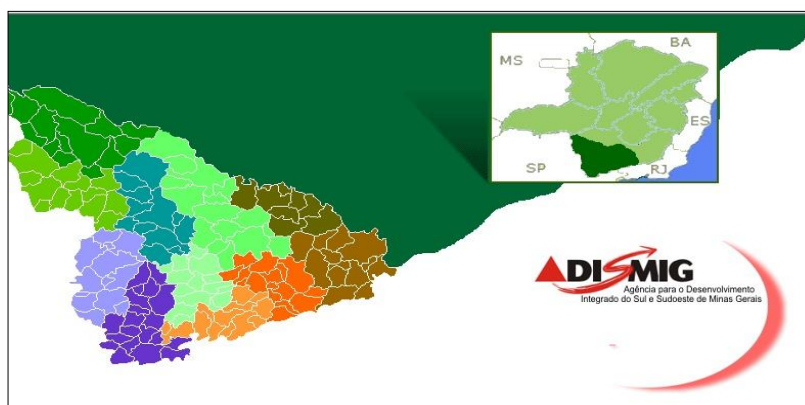 BA
MS
ES
SP
RJ
ADISMIG
Agência para o Desenvolvimento
Integrado do Sul e Sudoeste de Minas Gerais